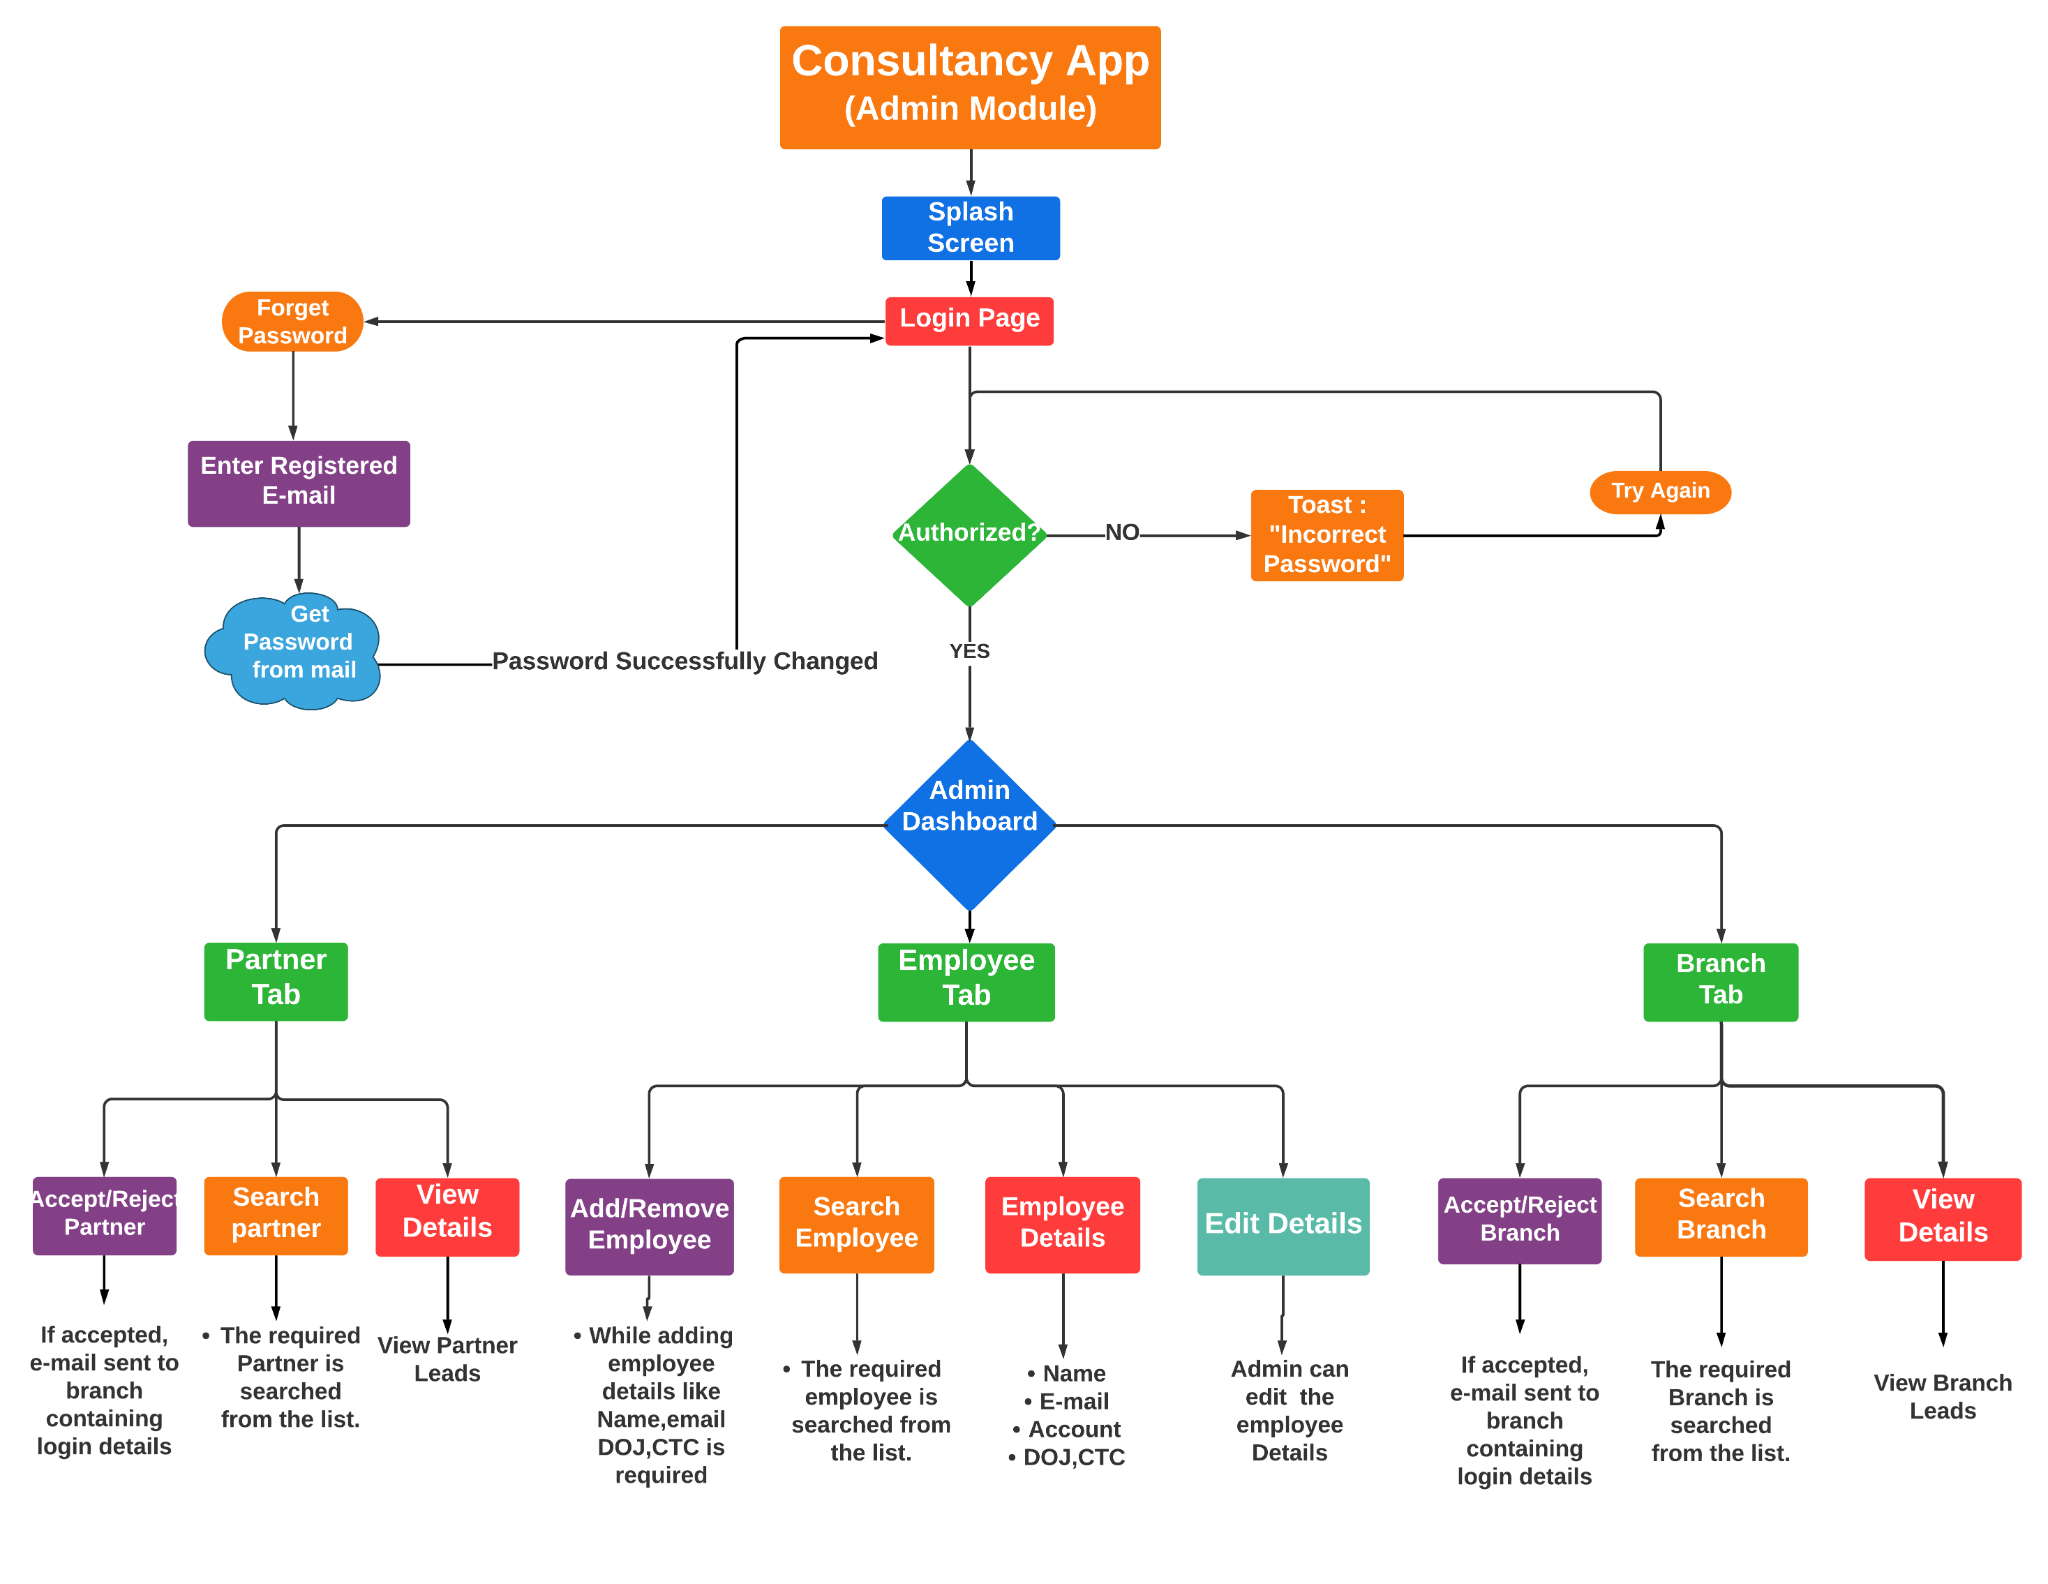 Consultancy App
(Admin Module)
Splash
Screen
Login Page
Forget
Password
Enter Registered
E-mail
Get
Password
from mail
Password Successfully Changed
Authorized?
NO
Toast :
"Incorrect
Password"
Try Again
YES
Admin
Dashboard
Partner
Tab
Employee
Tab
Branch
Tab
Accept/Reject
Partner
Search
partner
View
Details
Add/Remove
Employee
Search
Employee
Employee
Details
Edit Details
Accept/Reject
Branch
Search
Branch
View
Details
If accepted,
e-mail sent to
branch
containing
login details
• The required
Partner is
searched
from the list.
View Partner
Leads
• While adding
employee
details like
Name,email
DOJ,CTC is
required
• The required
employee is
searched from
the list.
• Name
• E-mail
• Account
• DOJ,CTC
Admin can
edit the
employee
Details
If accepted,
e-mail sent to
branch
containing
login details
The required
Branch is
searched
from the list.
View Branch
Leads